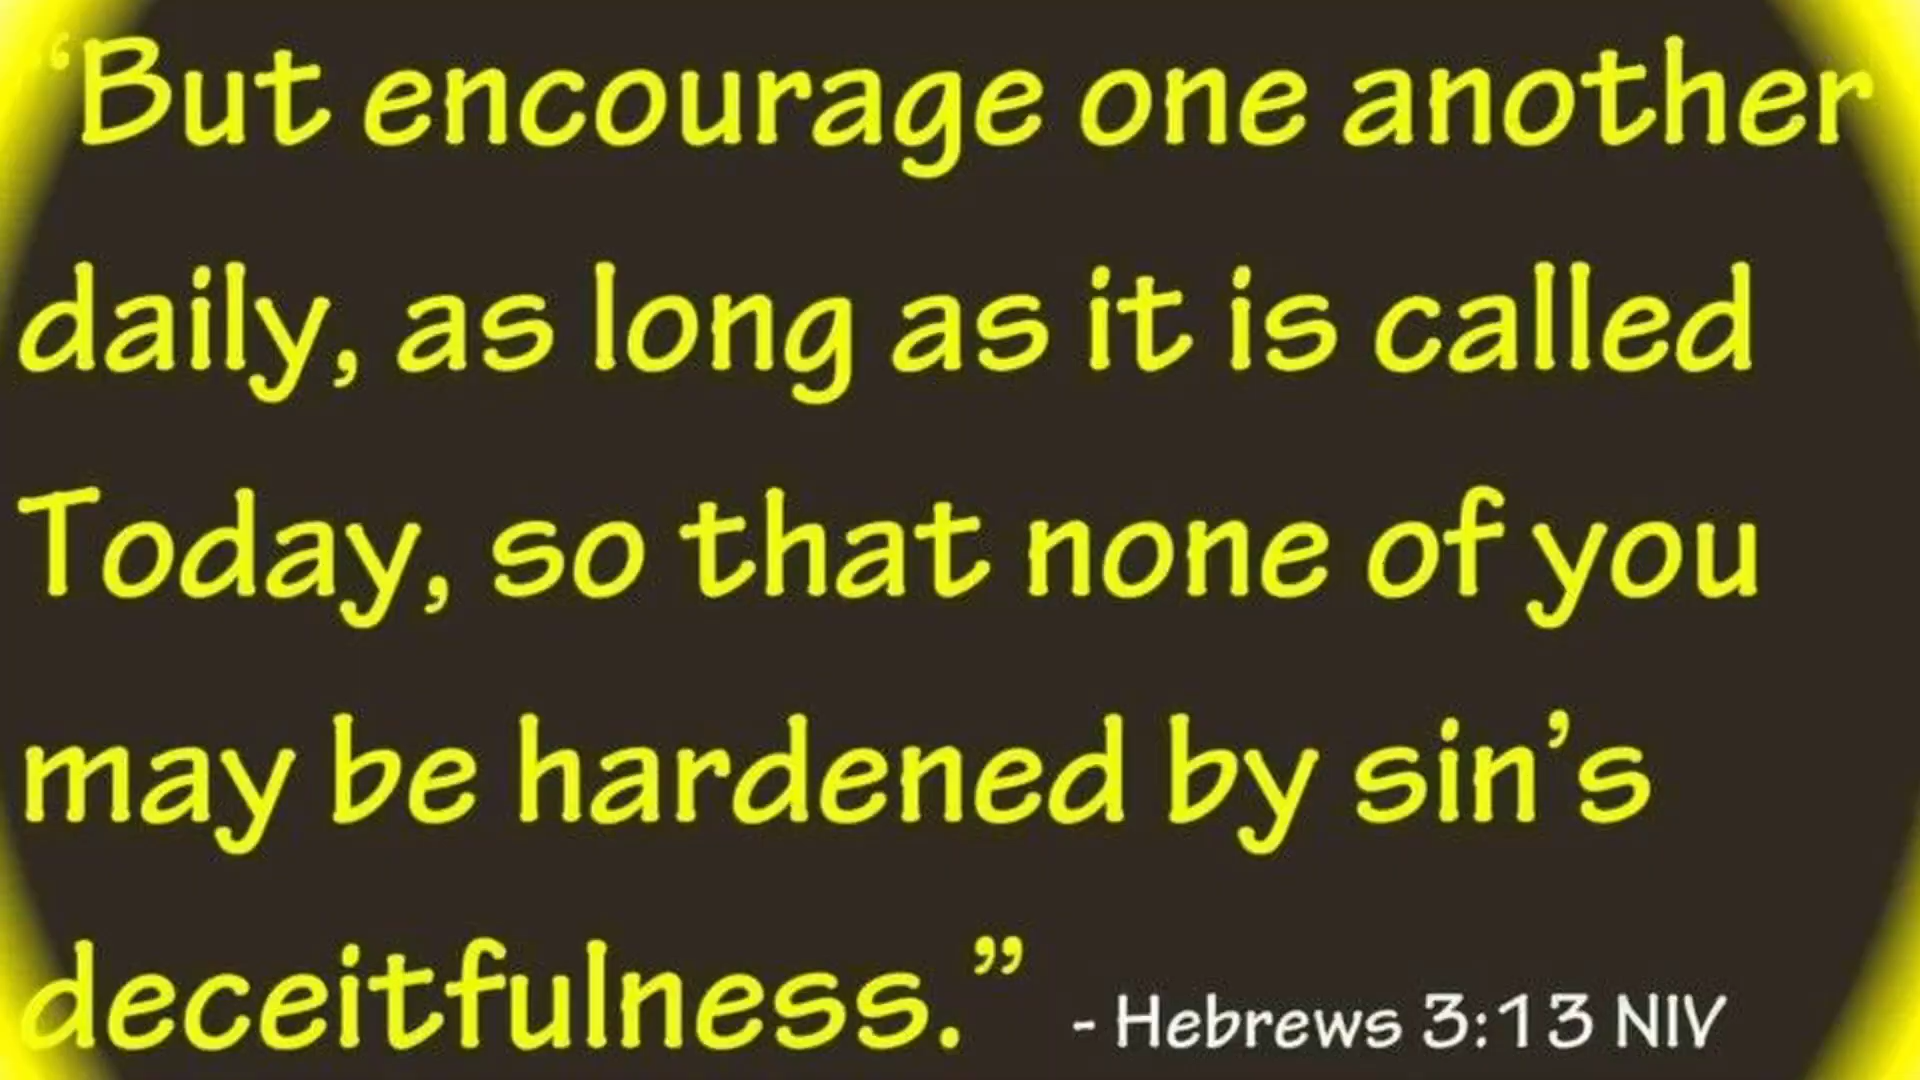 “But encourage one another
daily, as long as it is called
Today, so that none of you
may be hardened by sin’s
deceitfulness.” - Hebrews 3:13 NIV